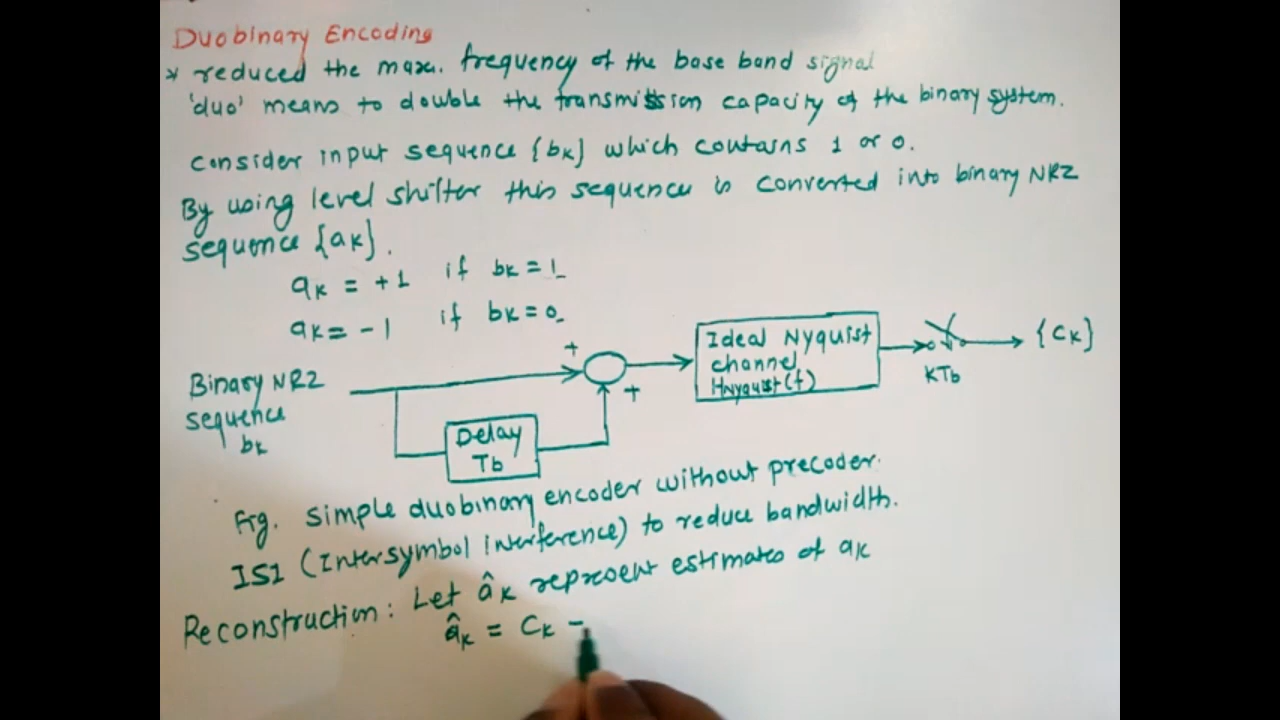 Duobinary Encoding
* reduced the max. frequency of the base band signal
'duo' means to double the transmission capacity of the binary system.
consider input sequence {bK} which contains 1 or 0.
By using level shifter this sequence is converted into binary NRZ
sequence {aK}.
aK = +1 if bK = 1
aK = -1 if bK = 0
Binary NRZ
sequence
bK
+
+
Delay
Tb
Ideal Nyquist
channel
HNyquist(f)
KTb
{CK}
Fig. simple duobinary encoder without precoder.
ISI (Intersymbol interference) to reduce bandwidth.
Reconstruction: Let âK represent estimates of aK
âK = CK -